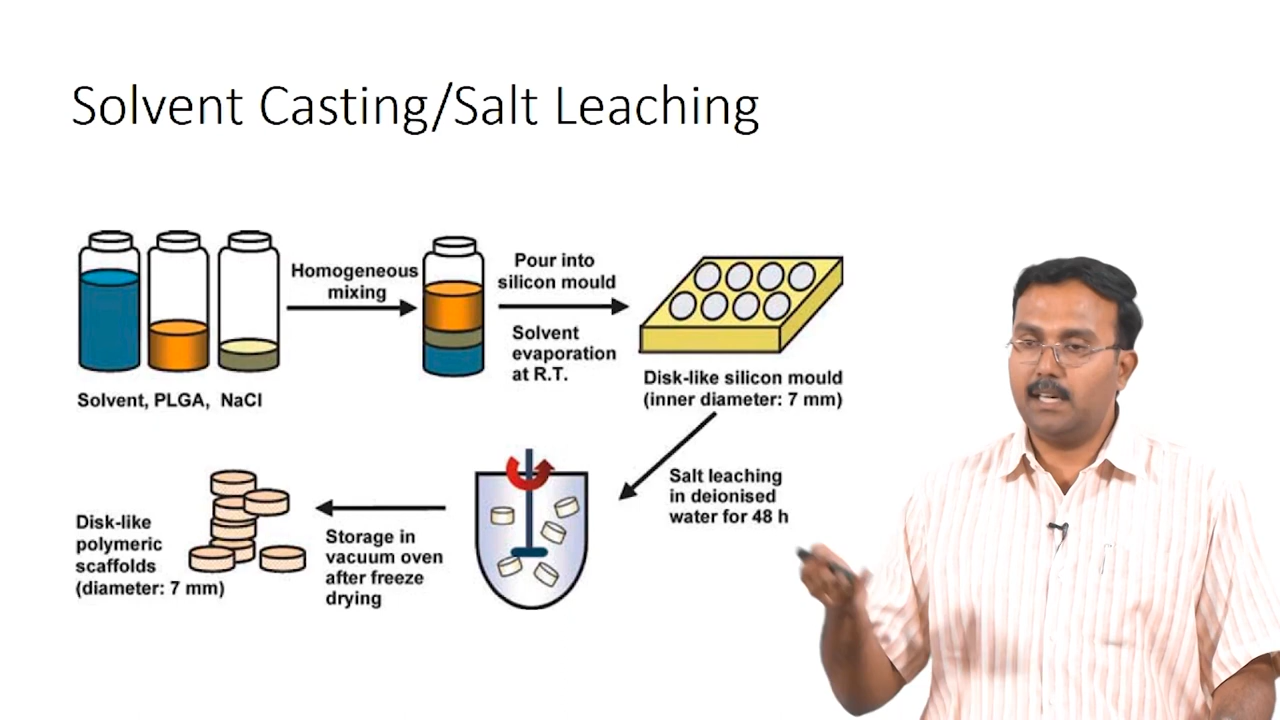 Solvent Casting/Salt Leaching
Homogeneous
mixing
Pour into
silicon mould
Solvent
evaporation
at R.T.
Solvent, PLGA, NaCl
Disk-like silicon mould
(inner diameter: 7 mm)
Salt leaching
in deionised
water for 48 h
Storage in
vacuum oven
after freeze
drying
Disk-like
polymeric
scaffolds
(diameter: 7 mm)